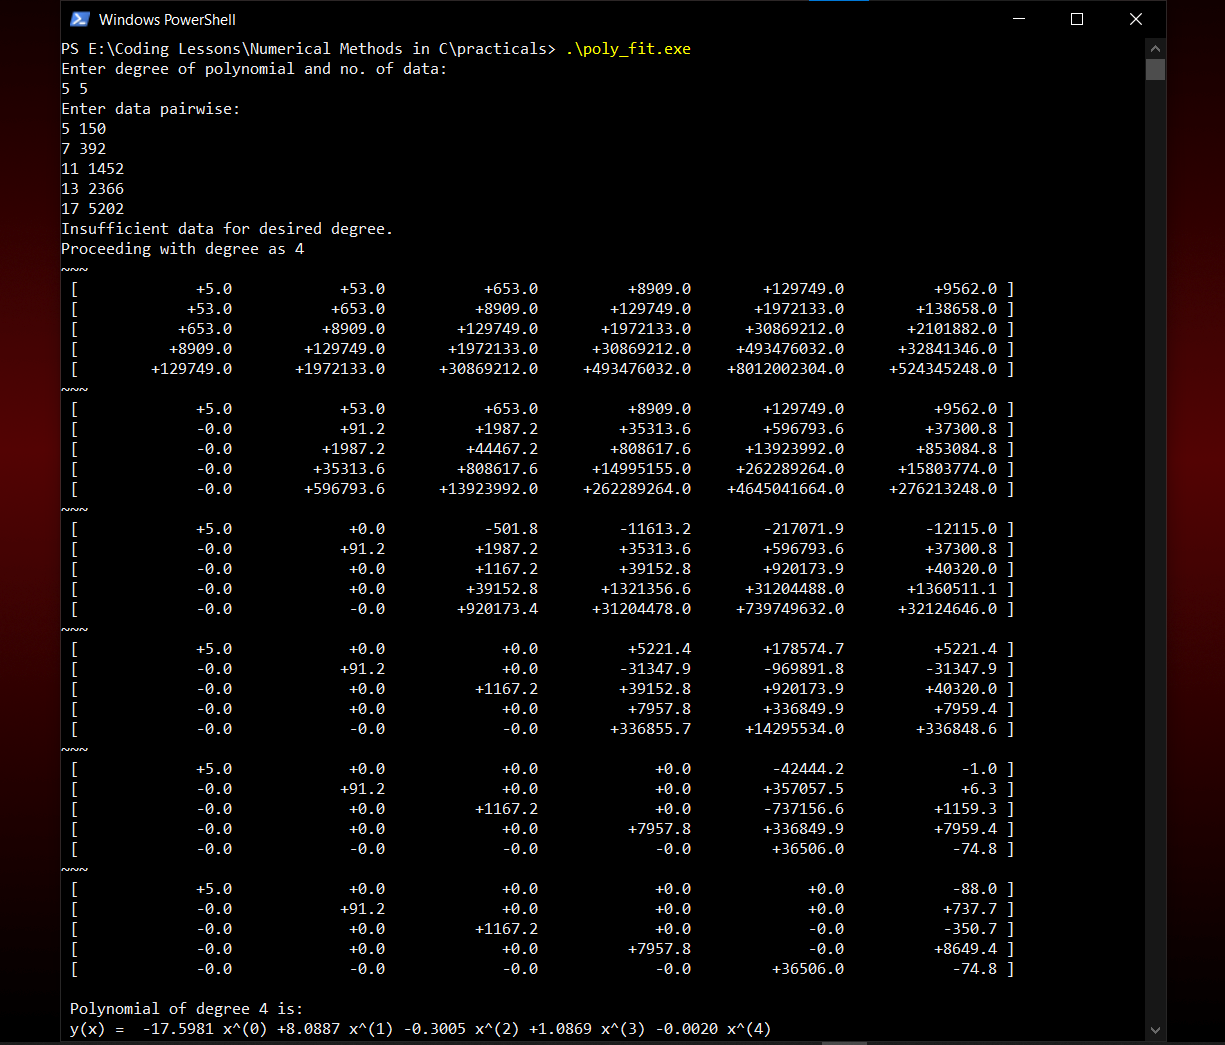 Windows PowerShell
PS E:\Coding Lessons\Numerical Methods in C\practicals> .\poly_fit.exe
Enter degree of polynomial and no. of data:
5 5
Enter data pairwise:
5 150
7 392
11 1452
13 2366
17 5202
Insufficient data for desired degree.
Proceeding with degree as 4
~~~
[ +5.0 +53.0 +653.0 +8909.0 +129749.0 +9562.0 ]
[ +53.0 +653.0 +8909.0 +129749.0 +1972133.0 +138658.0 ]
[ +653.0 +8909.0 +129749.0 +1972133.0 +30869212.0 +2101882.0 ]
[ +8909.0 +129749.0 +1972133.0 +30869212.0 +493476032.0 +32841346.0 ]
[ +129749.0 +1972133.0 +30869212.0 +493476032.0 +8012002304.0 +524345248.0 ]
~~~
[ +5.0 +53.0 +653.0 +8909.0 +129749.0 +9562.0 ]
[ -0.0 +91.2 +1987.2 +35313.6 +596793.6 +37300.8 ]
[ -0.0 +1987.2 +44467.2 +808617.6 +13923992.0 +853084.8 ]
[ -0.0 +35313.6 +808617.6 +14995155.0 +262289264.0 +15803774.0 ]
[ -0.0 +596793.6 +13923992.0 +262289264.0 +4645041664.0 +276213248.0 ]
~~~
[ +5.0 +0.0 -501.8 -11613.2 -217071.9 -12115.0 ]
[ -0.0 +91.2 +1987.2 +35313.6 +596793.6 +37300.8 ]
[ -0.0 +0.0 +1167.2 +39152.8 +920173.9 +40320.0 ]
[ -0.0 +0.0 +39152.8 +1321356.6 +31204488.0 +1360511.1 ]
[ -0.0 -0.0 +920173.4 +31204478.0 +739749632.0 +32124646.0 ]
~~~
[ +5.0 +0.0 +0.0 +5221.4 +178574.7 +5221.4 ]
[ -0.0 +91.2 +0.0 -31347.9 -969891.8 -31347.9 ]
[ -0.0 +0.0 +1167.2 +39152.8 +920173.9 +40320.0 ]
[ -0.0 +0.0 +0.0 +7957.8 +336849.9 +7959.4 ]
[ -0.0 -0.0 -0.0 +336855.7 +14295534.0 +336848.6 ]
~~~
[ +5.0 +0.0 +0.0 +0.0 -42444.2 -1.0 ]
[ -0.0 +91.2 +0.0 +0.0 +357057.5 +6.3 ]
[ -0.0 +0.0 +1167.2 +0.0 -737156.6 +1159.3 ]
[ -0.0 +0.0 +0.0 +7957.8 +336849.9 +7959.4 ]
[ -0.0 -0.0 -0.0 -0.0 +36506.0 -74.8 ]
~~~
[ +5.0 +0.0 +0.0 +0.0 +0.0 -88.0 ]
[ -0.0 +91.2 +0.0 +0.0 +0.0 +737.7 ]
[ -0.0 +0.0 +1167.2 +0.0 -0.0 -350.7 ]
[ -0.0 +0.0 +0.0 +7957.8 -0.0 +8649.4 ]
[ -0.0 -0.0 -0.0 -0.0 +36506.0 -74.8 ]
Polynomial of degree 4 is:
y(x) = -17.5981 x^(0) +8.0887 x^(1) -0.3005 x^(2) +1.0869 x^(3) -0.0020 x^(4)